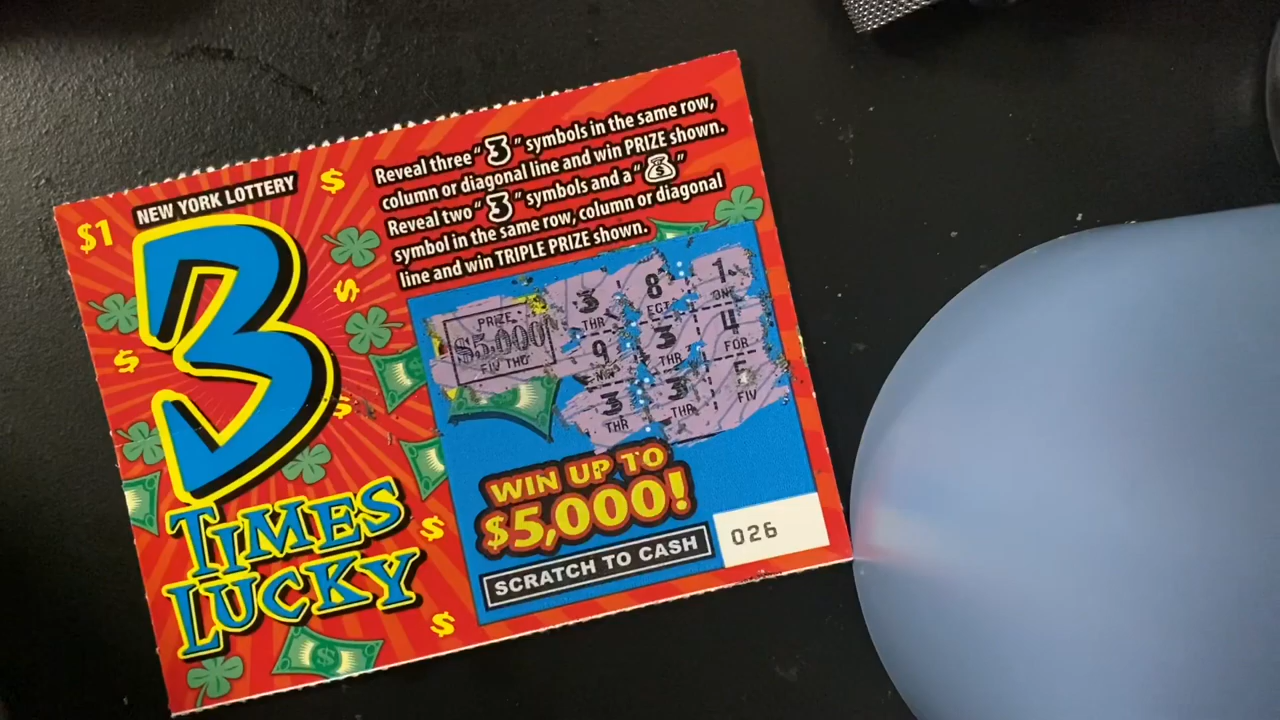 $1
NEW YORK LOTTERY
3
TIMES
LUCKY
Reveal three "3" symbols in the same row,
column or diagonal line and win PRIZE shown.
Reveal two "3" symbols and a " "
symbol in the same row, column or diagonal
line and win TRIPLE PRIZE shown.
PRIZE
$5,000
FIV THO
3 8 1
THR EGT ONE
9 3 4
NIN THR FOR
3 3 5
THR THR FIV
WIN UP TO
$5,000!
SCRATCH TO CASH
026